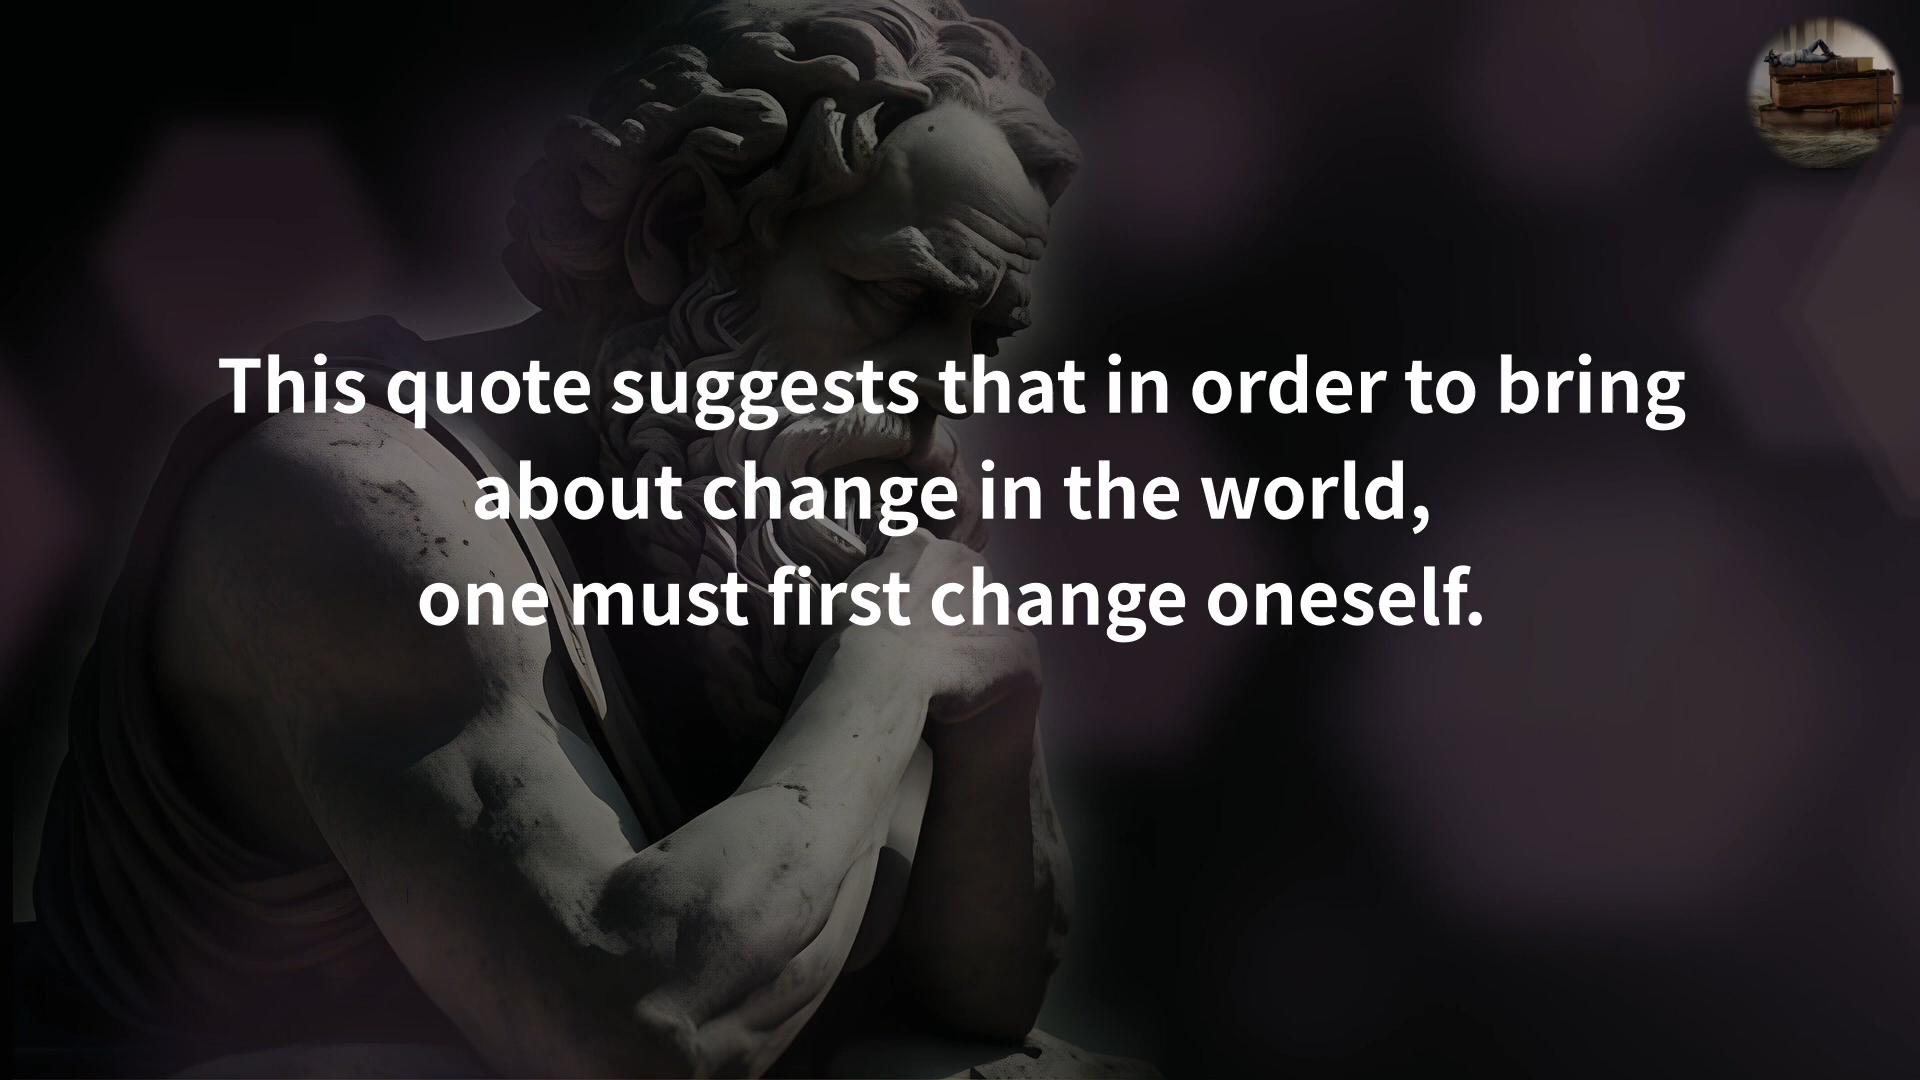 This quote suggests that in order to bring
about change in the world,
one must first change oneself.